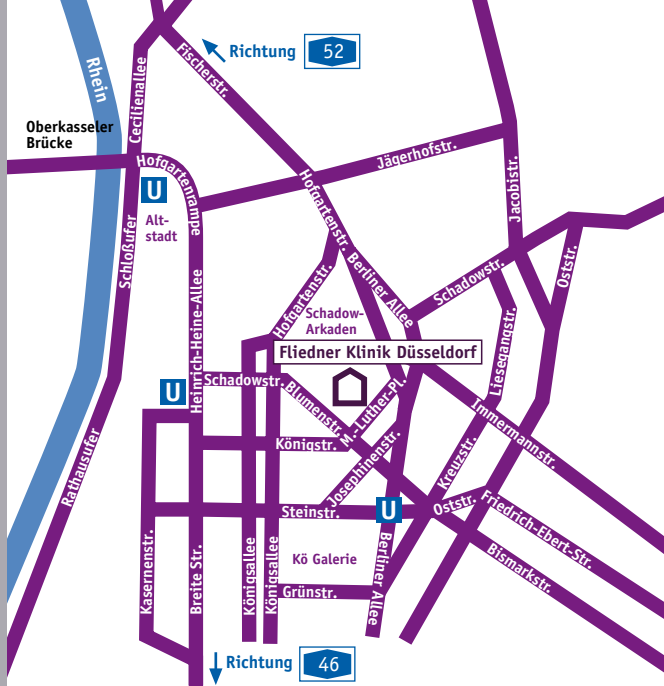 Richtung 52
Fischerstr.
Rhein
Cecilienallee
Oberkasseler
Brücke
Hofgartenrampe
Jägerhofstr.
U
Alt-
stadt
Schloßufer
Hofgartenstr.
Jacobistr.
Berliner Allee
Schadowstr.
Oststr.
Hofgartenstr.
Heinrich-Heine-Allee
Schadow-
Arkaden
Liesegangstr.
Fliedner Klinik Düsseldorf
U
Schadowstr.
Blumenstr.
M.-Luther-Pl.
Immermannstr.
Rathausufer
Königstr.
Josephinenstr.
Kreuzstr.
Steinstr.
U
Oststr.
Friedrich-Ebert-Str.
Kasernenstr.
Breite Str.
Königsallee
Königsallee
Kö Galerie
Berliner Allee
Bismarkstr.
Grünstr.
Richtung 46